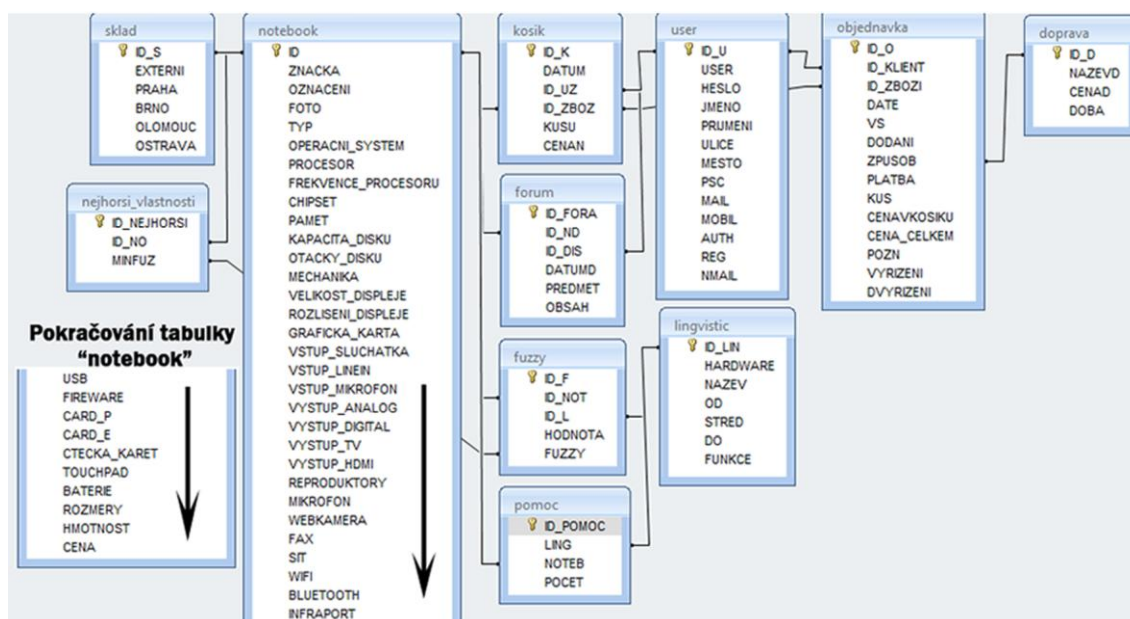 sklad
ID_S
EXTERNI
PRAHA
BRNO
OLOMOUC
OSTRAVA
nejhorsi_vlastnosti
ID_NEJHORSI
ID_NO
MINFUZ
Pokračování tabulky
“notebook”
USB
FIREWARE
CARD_P
CARD_E
CTECKA_KARET
TOUCHPAD
BATERIE
ROZMERY
HMOTNOST
CENA
notebook
ID
ZNACKA
OZNACENI
FOTO
TYP
OPERACNI_SYSTEM
PROCESOR
FREKVENCE_PROCESORU
CHIPSET
PAMET
KAPACITA_DISKU
OTACKY_DISKU
MECHANIKA
VELIKOST_DISPLEJE
ROZLISENI_DISPLEJE
GRAFICKA_KARTA
VSTUP_SLUCHATKA
VSTUP_LINEIN
VSTUP_MIKROFON
VYSTUP_ANALOG
VYSTUP_DIGITAL
VYSTUP_TV
VYSTUP_HDMI
REPRODUKTORY
MIKROFON
WEBKAMERA
FAX
SIT
WIFI
BLUETOOTH
INFRAPORT
kosik
ID_K
DATUM
ID_UZ
ID_ZBOZ
KUSU
CENAN
forum
ID_FORA
ID_ND
ID_DIS
DATUMD
PREDMET
OBSAH
fuzzy
ID_F
ID_NOT
ID_L
HODNOTA
FUZZY
pomoc
ID_POMOC
LING
NOTEB
POCET
user
ID_U
USER
HESLO
JMENO
PRUMENI
ULICE
MESTO
PSC
MAIL
MOBIL
AUTH
REG
NMAIL
lingvistic
ID_LIN
HARDWARE
NAZEV
OD
STRED
DO
FUNKCE
objednavka
ID_O
ID_KLIENT
ID_ZBOZI
DATE
VS
DODANI
ZPUSOB
PLATBA
KUS
CENAVKOSIKU
CENA_CELKEM
POZN
VYRIZENI
DVYRIZENI
doprava
ID_D
NAZEVD
CENAD
DOBA